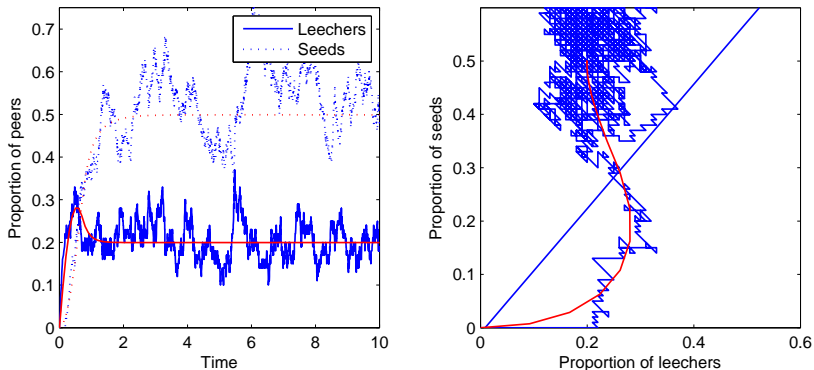 Leechers
Seeds
0.7
0.6
0.5
0.4
0.3
0.2
0.1
0
Proportion of peers
0 2 4 6 8 10
Time
0.5
0.4
0.3
0.2
0.1
0
Proportion of seeds
0 0.2 0.4 0.6
Proportion of leechers